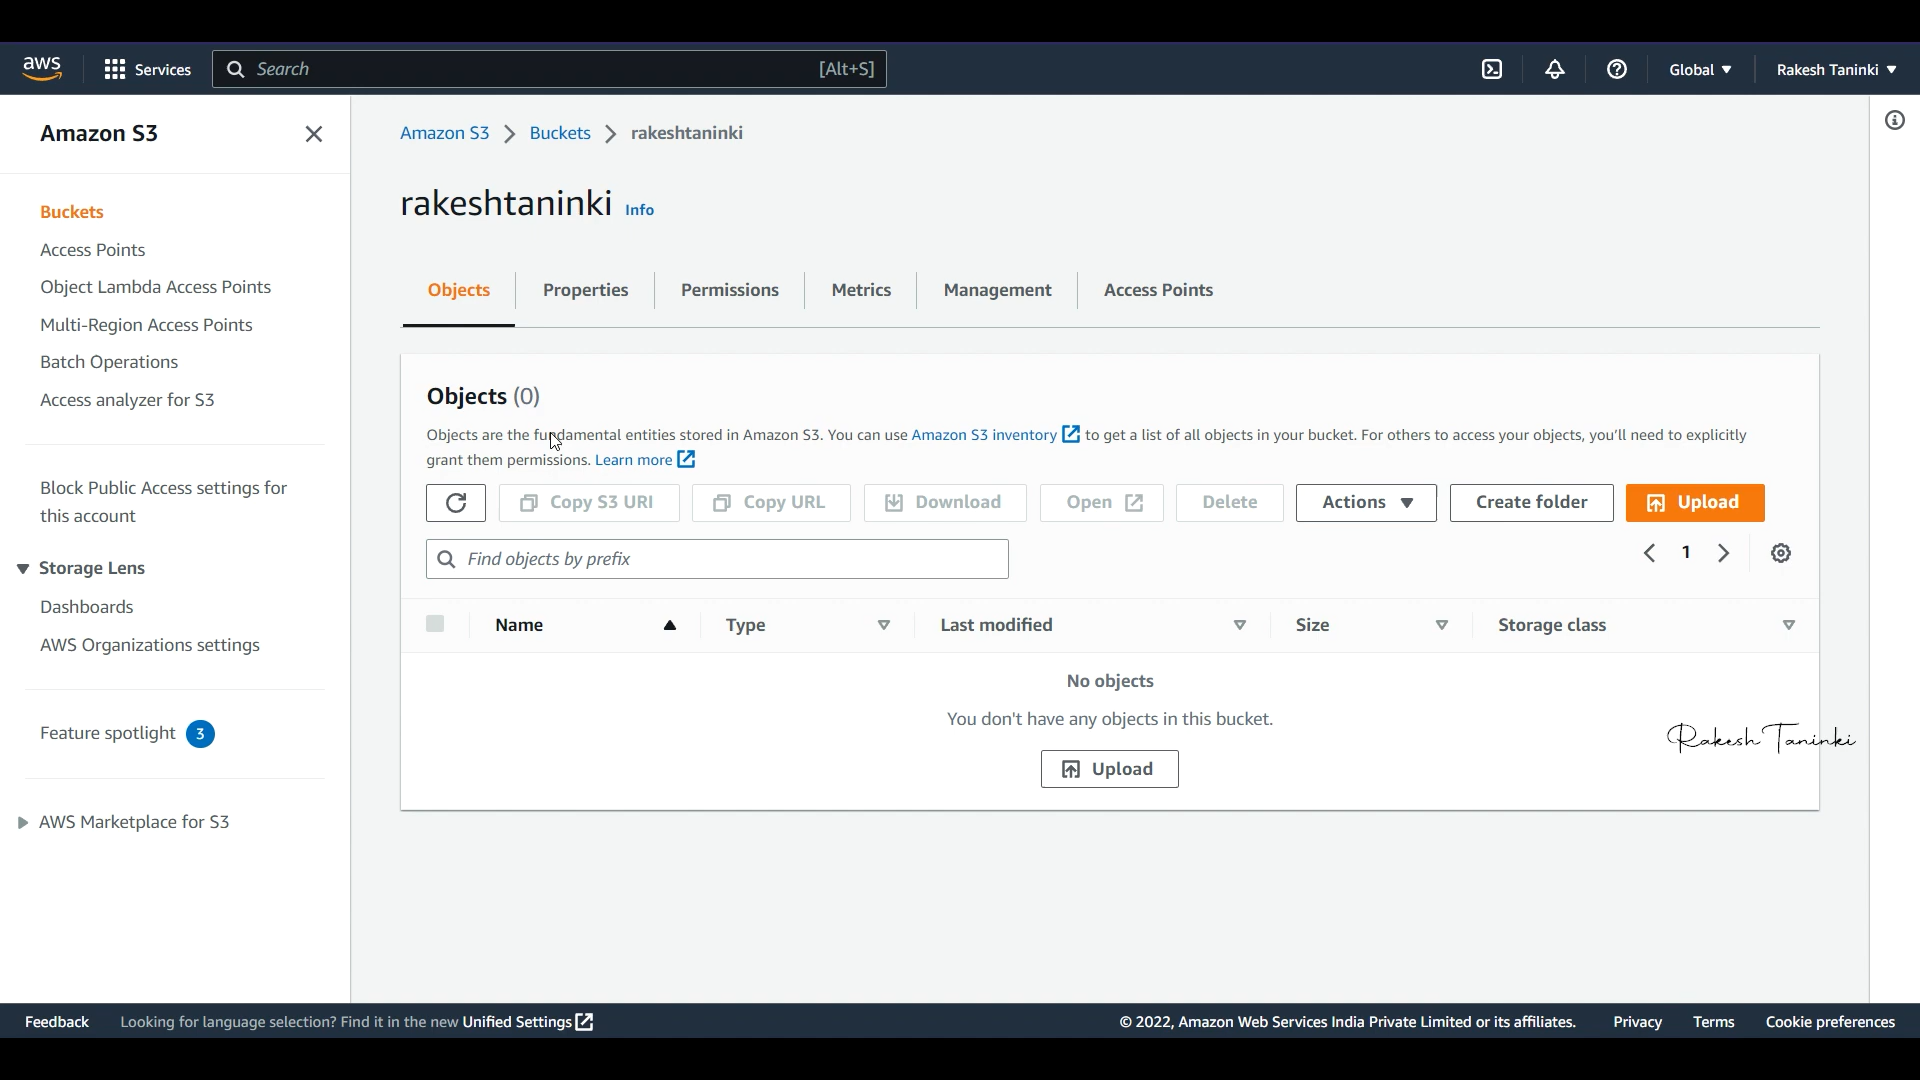 aws
Services
Search
[Alt+S]
Global
Rakesh Taninki
Amazon S3
Buckets
Access Points
Object Lambda Access Points
Multi-Region Access Points
Batch Operations
Access analyzer for S3
Block Public Access settings for
this account
Storage Lens
Dashboards
AWS Organizations settings
Feature spotlight 3
AWS Marketplace for S3
Amazon S3 > Buckets > rakeshtaninki
rakeshtaninki Info
Objects
Properties
Permissions
Metrics
Management
Access Points
Objects (0)
Objects are the fundamental entities stored in Amazon S3. You can use Amazon S3 inventory to get a list of all objects in your bucket. For others to access your objects, you'll need to explicitly
grant them permissions. Learn more
Copy S3 URI
Copy URL
Download
Open
Delete
Actions
Create folder
Upload
Find objects by prefix
1
Name
Type
Last modified
Size
Storage class
No objects
You don't have any objects in this bucket.
Upload
Rakesh Taninki
Feedback
Looking for language selection? Find it in the new Unified Settings
© 2022, Amazon Web Services India Private Limited or its affiliates.
Privacy
Terms
Cookie preferences